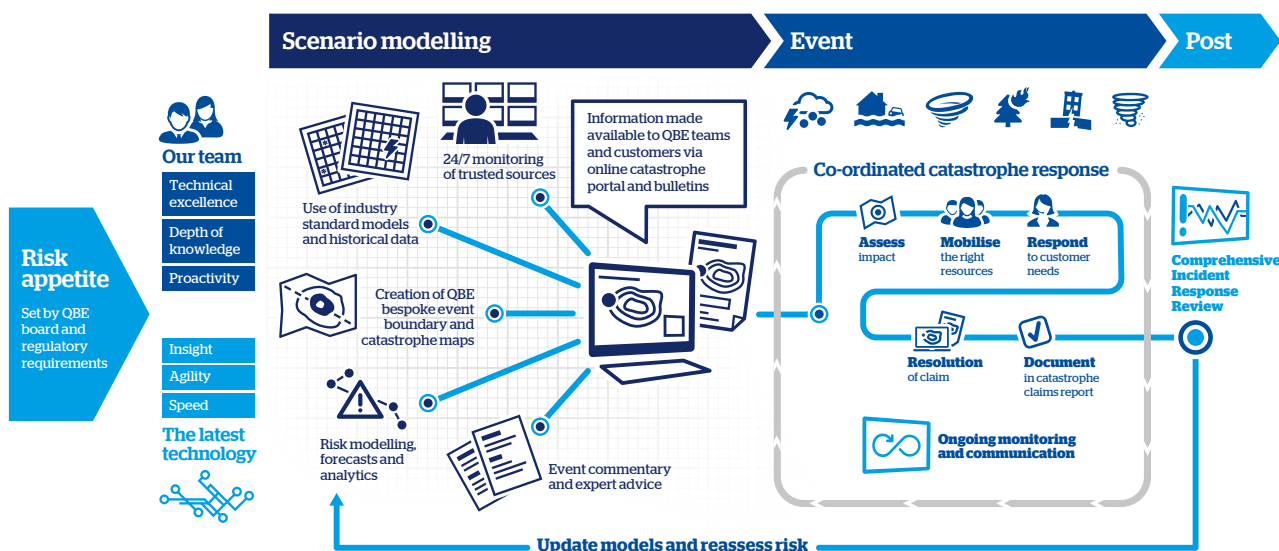 Scenario modelling
Event
Post
Risk
appetite
Set by QBE
board and
regulatory
requirements
Our team
Technical
excellence
Depth of
knowledge
Proactivity
Insight
Agility
Speed
The latest
technology
Use of industry
standard models
and historical data
24/7 monitoring
of trusted sources
Information made
available to QBE teams
and customers via
online catastrophe
portal and bulletins
Creation of QBE
bespoke event
boundary and
catastrophe maps
Risk modelling,
forecasts and
analytics
Event commentary
and expert advice
Co-ordinated catastrophe response
Assess
impact
Mobilise
the right
resources
Respond
to customer
needs
Resolution
of claim
Document
in catastrophe
claims report
Ongoing monitoring
and communication
Comprehensive
Incident
Response
Review
Update models and reassess risk